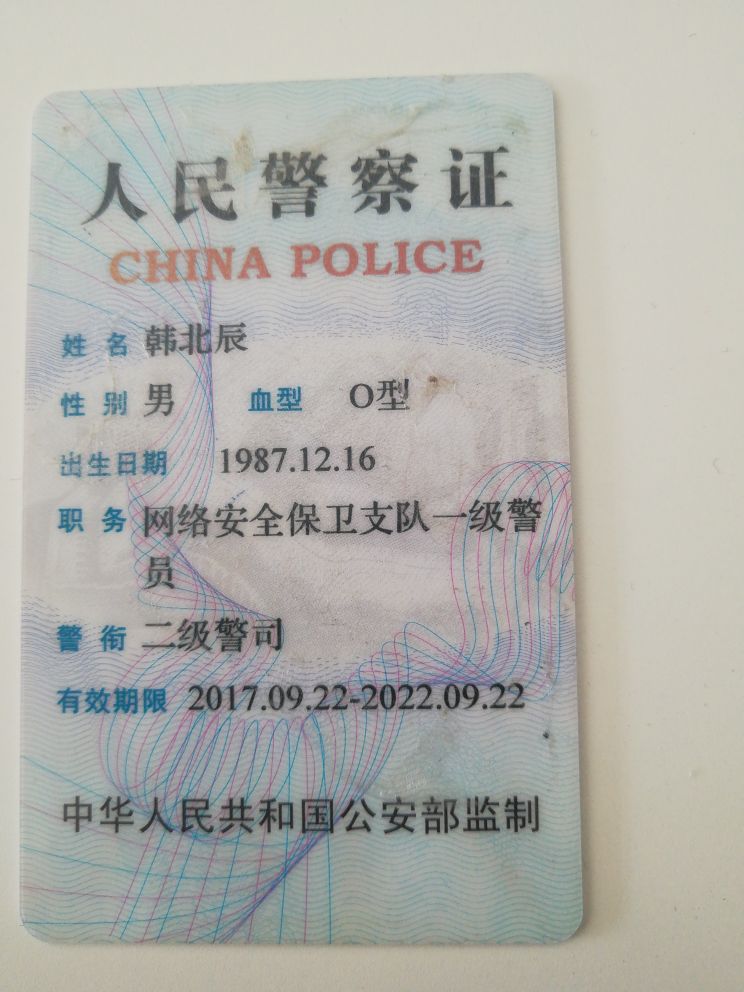 人民警察证
CHINA POLICE
姓名 韩北辰
性别 男 血型 O型
出生日期 1987.12.16
职务 网络安全保卫支队一级警
员
警衔 二级警司
有效期限 2017.09.22-2022.09.22
中华人民共和国公安部监制